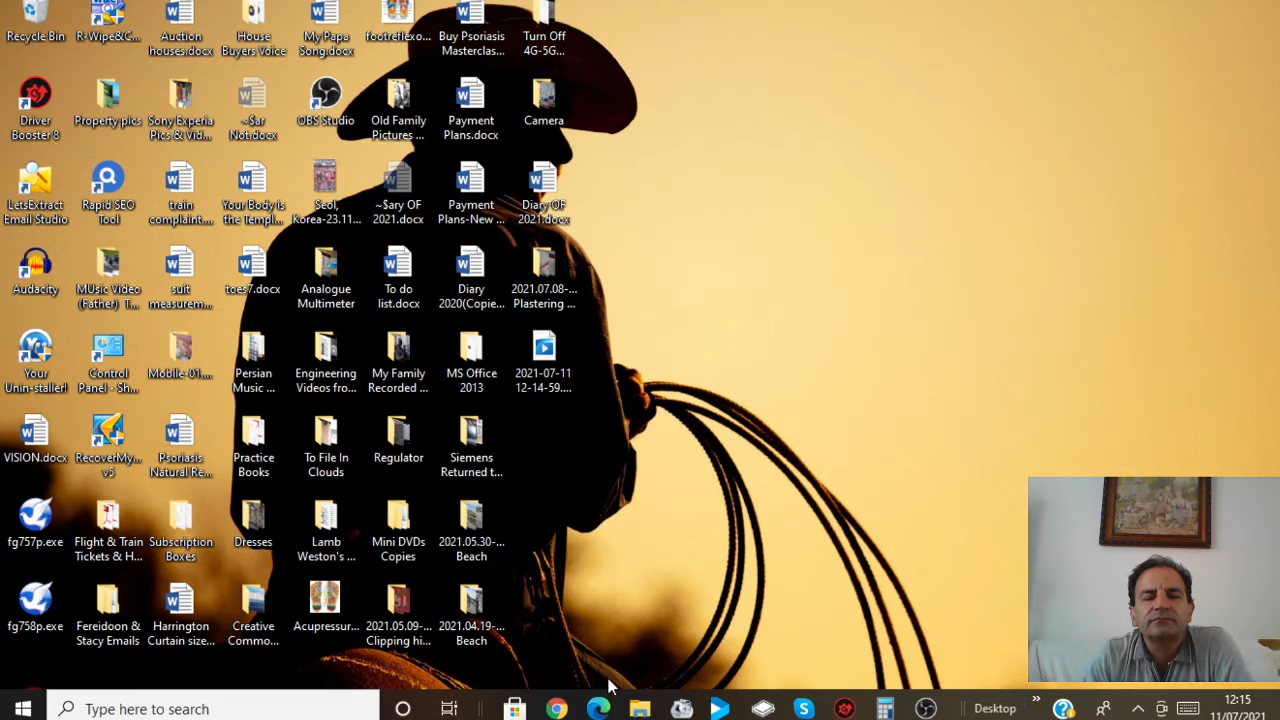 Recycle Bin
R-Wipe&C...
Auction
houses.docx
House
Buyers Voice
My Papa
Song.docx
footreflexo...
Buy Psoriasis
Masterclas...
Turn Off
4G-5G...
Driver
Booster 8
Property pics
Sony Experia
Pics & Vid...
~$ar
Not.docx
OBS Studio
Old Family
Pictures ...
Payment
Plans.docx
Camera
LetsExtract
Email Studio
Rapid SEO
Tool
train
complaint...
Your Body is
the Templ...
Seol,
Korea-23.11...
~$ary OF
2021.docx
Payment
Plans-New ...
Diary OF
2021.docx
Audacity
MUsic Video
(Father) T...
suit
measurem...
toes7.docx
Analogue
Multimeter
To do
list.docx
Diary
2020(Copie...
2021.07.08-...
Plastering ...
Your
Unin-staller!
Control
Panel - Sh...
Mobile-01....
Persian
Music ...
Engineering
Videos fro...
My Family
Recorded ...
MS Office
2013
2021-07-11
12-14-59....
VISION.docx
RecoverMy...
v5
Psoriasis
Natural Re...
Practice
Books
To File In
Clouds
Regulator
Siemens
Returned t...
fg757p.exe
Flight & Train
Tickets & H...
Subscription
Boxes
Dresses
Lamb
Weston's ...
Mini DVDs
Copies
2021.05.30-...
Beach
fg758p.exe
Fereidoon &
Stacy Emails
Harrington
Curtain size...
Creative
Commo...
Acupressur...
2021.05.09-...
Clipping hi...
2021.04.19-...
Beach
Type here to search
Desktop
12:15
11/07/2021